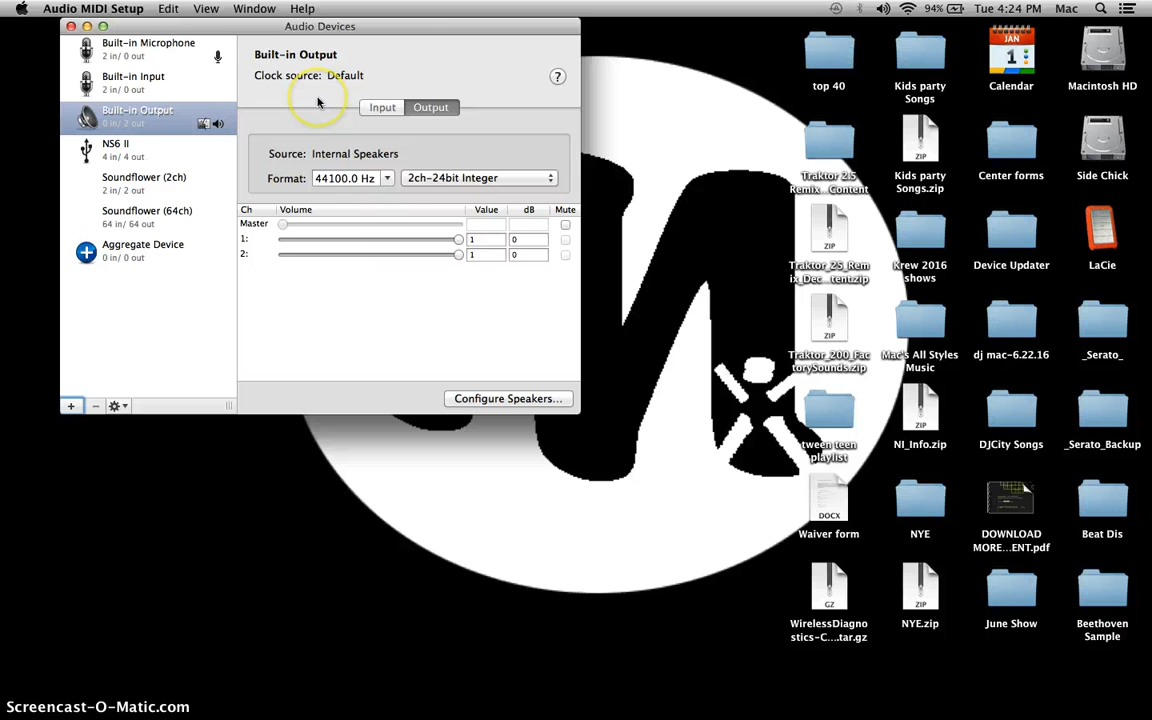 Audio MIDI Setup Edit View Window Help 94% Tue 4:24 PM Mac
Audio Devices
Built-in Microphone
2 in/ 0 out
Built-in Input
2 in/ 0 out
Built-in Output
0 in/ 2 out
NS6 II
4 in/ 4 out
Soundflower (2ch)
2 in/ 2 out
Soundflower (64ch)
64 in/ 64 out
Aggregate Device
0 in/ 0 out
Built-in Output
Clock source: Default
?
Input Output
Source: Internal Speakers
Format: 44100.0 Hz 2ch-24bit Integer
Ch Volume Value dB Mute
Master
1: 1 0
2: 1 0
Configure Speakers...
top 40
Kids party
Songs
JAN
1
Calendar
Macintosh HD
Traktor 2.5
Remix...Content
ZIP
Kids party
Songs.zip
Center forms
Side Chick
ZIP
Traktor_25_Rem
ix_Dec...tent.zip
Krew 2016
shows
Device Updater
LaCie
ZIP
Traktor_200_Fac
torySounds.zip
Mac's All Styles
Music
dj mac-6.22.16
_Serato_
tween teen
playlist
ZIP
NI_Info.zip
DJCity Songs
_Serato_Backup
DOCX
Waiver form
NYE
DOWNLOAD
MORE...ENT.pdf
Beat Dis
GZ
WirelessDiagno
stics-C...tar.gz
ZIP
NYE.zip
June Show
Beethoven
Sample
Screencast-O-Matic.com